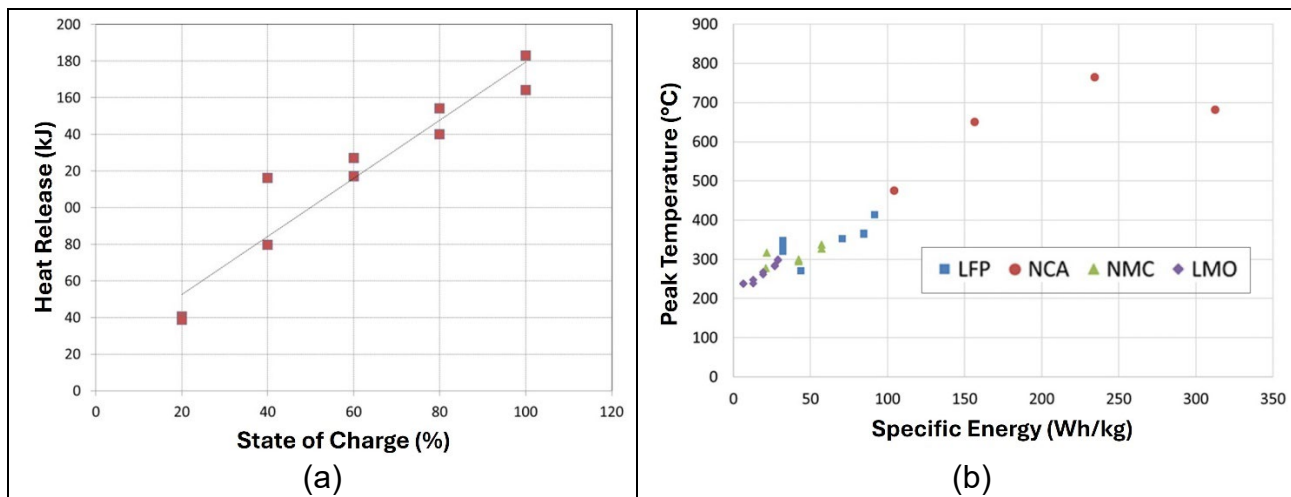 Heat Release (kJ)
200
180
160
40
20
00
80
60
40
20
0
0 20 40 60 80 100 120
State of Charge (%)
(a)
Peak Temperature (°C)
900
800
700
600
500
400
300
200
100
0
LFP NCA NMC LMO
0 50 100 150 200 250 300 350
Specific Energy (Wh/kg)
(b)